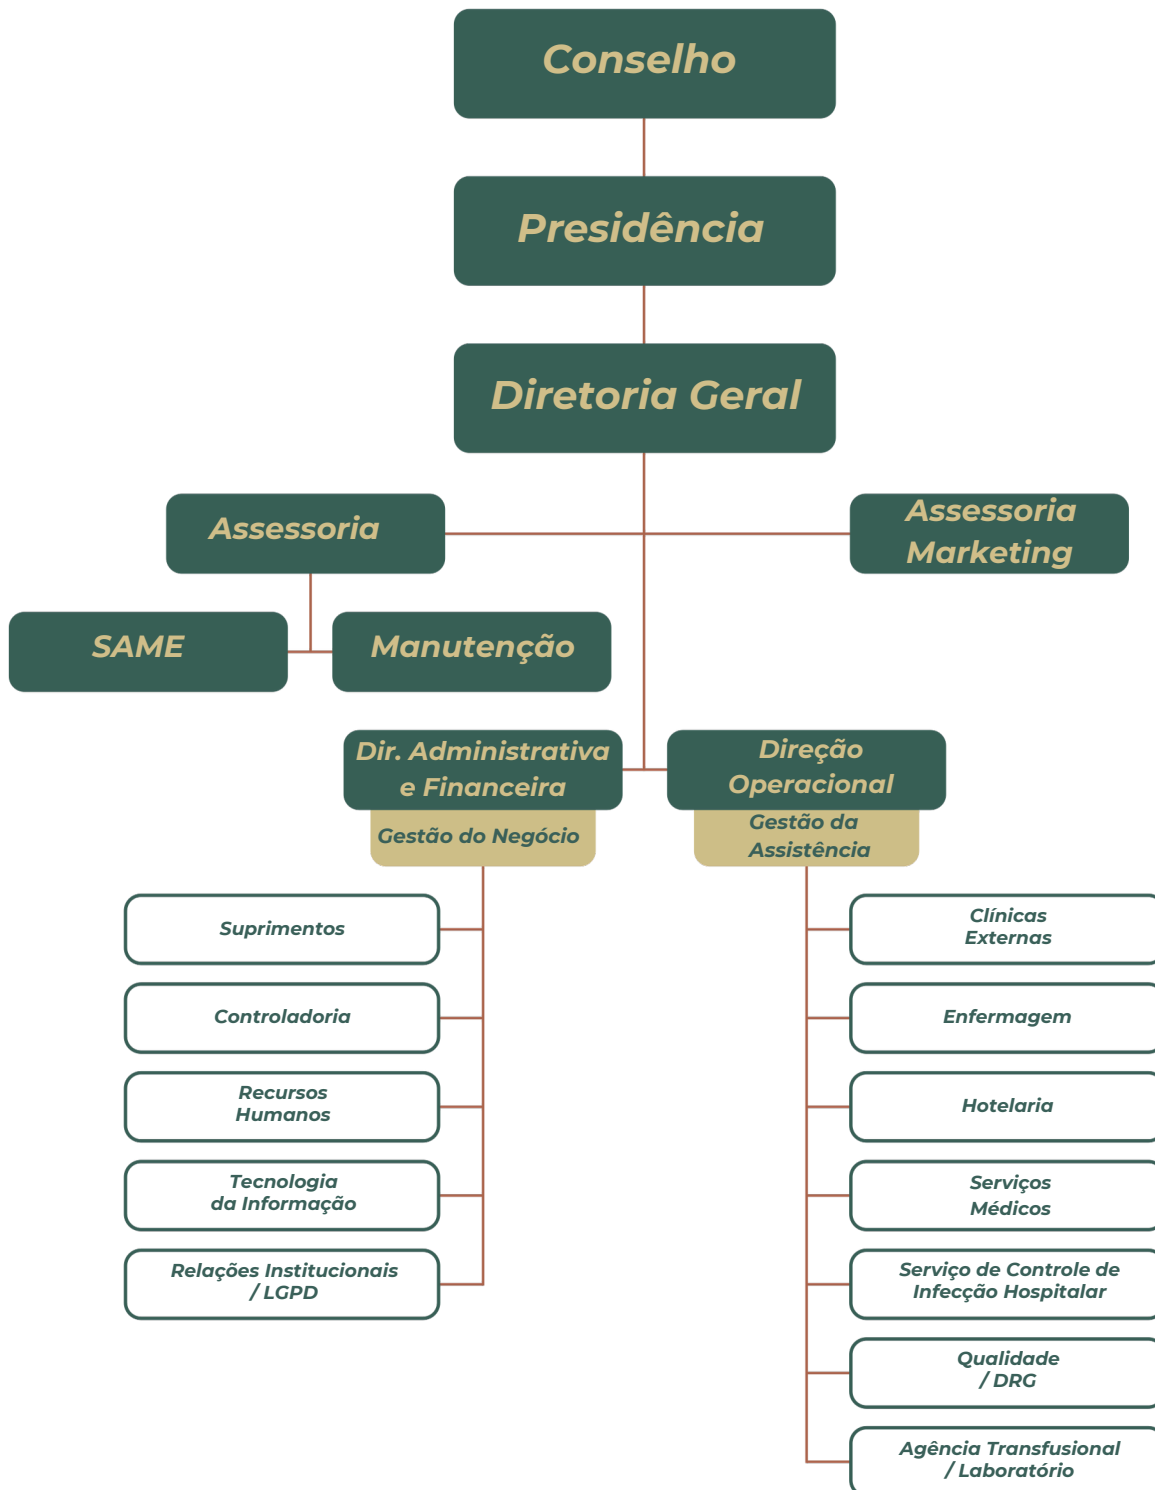 Conselho
Presidência
Diretoria Geral
Assessoria
Assessoria
Marketing
SAME
Manutenção
Dir. Administrativa
e Financeira
Gestão do Negócio
Direção
Operacional
Gestão da
Assistência
Suprimentos
Controladoria
Recursos
Humanos
Tecnologia
da Informação
Relações Institucionais
/ LGPD
Clínicas
Externas
Enfermagem
Hotelaria
Serviços
Médicos
Serviço de Controle de
Infecção Hospitalar
Qualidade
/ DRG
Agência Transfusional
/ Laboratório